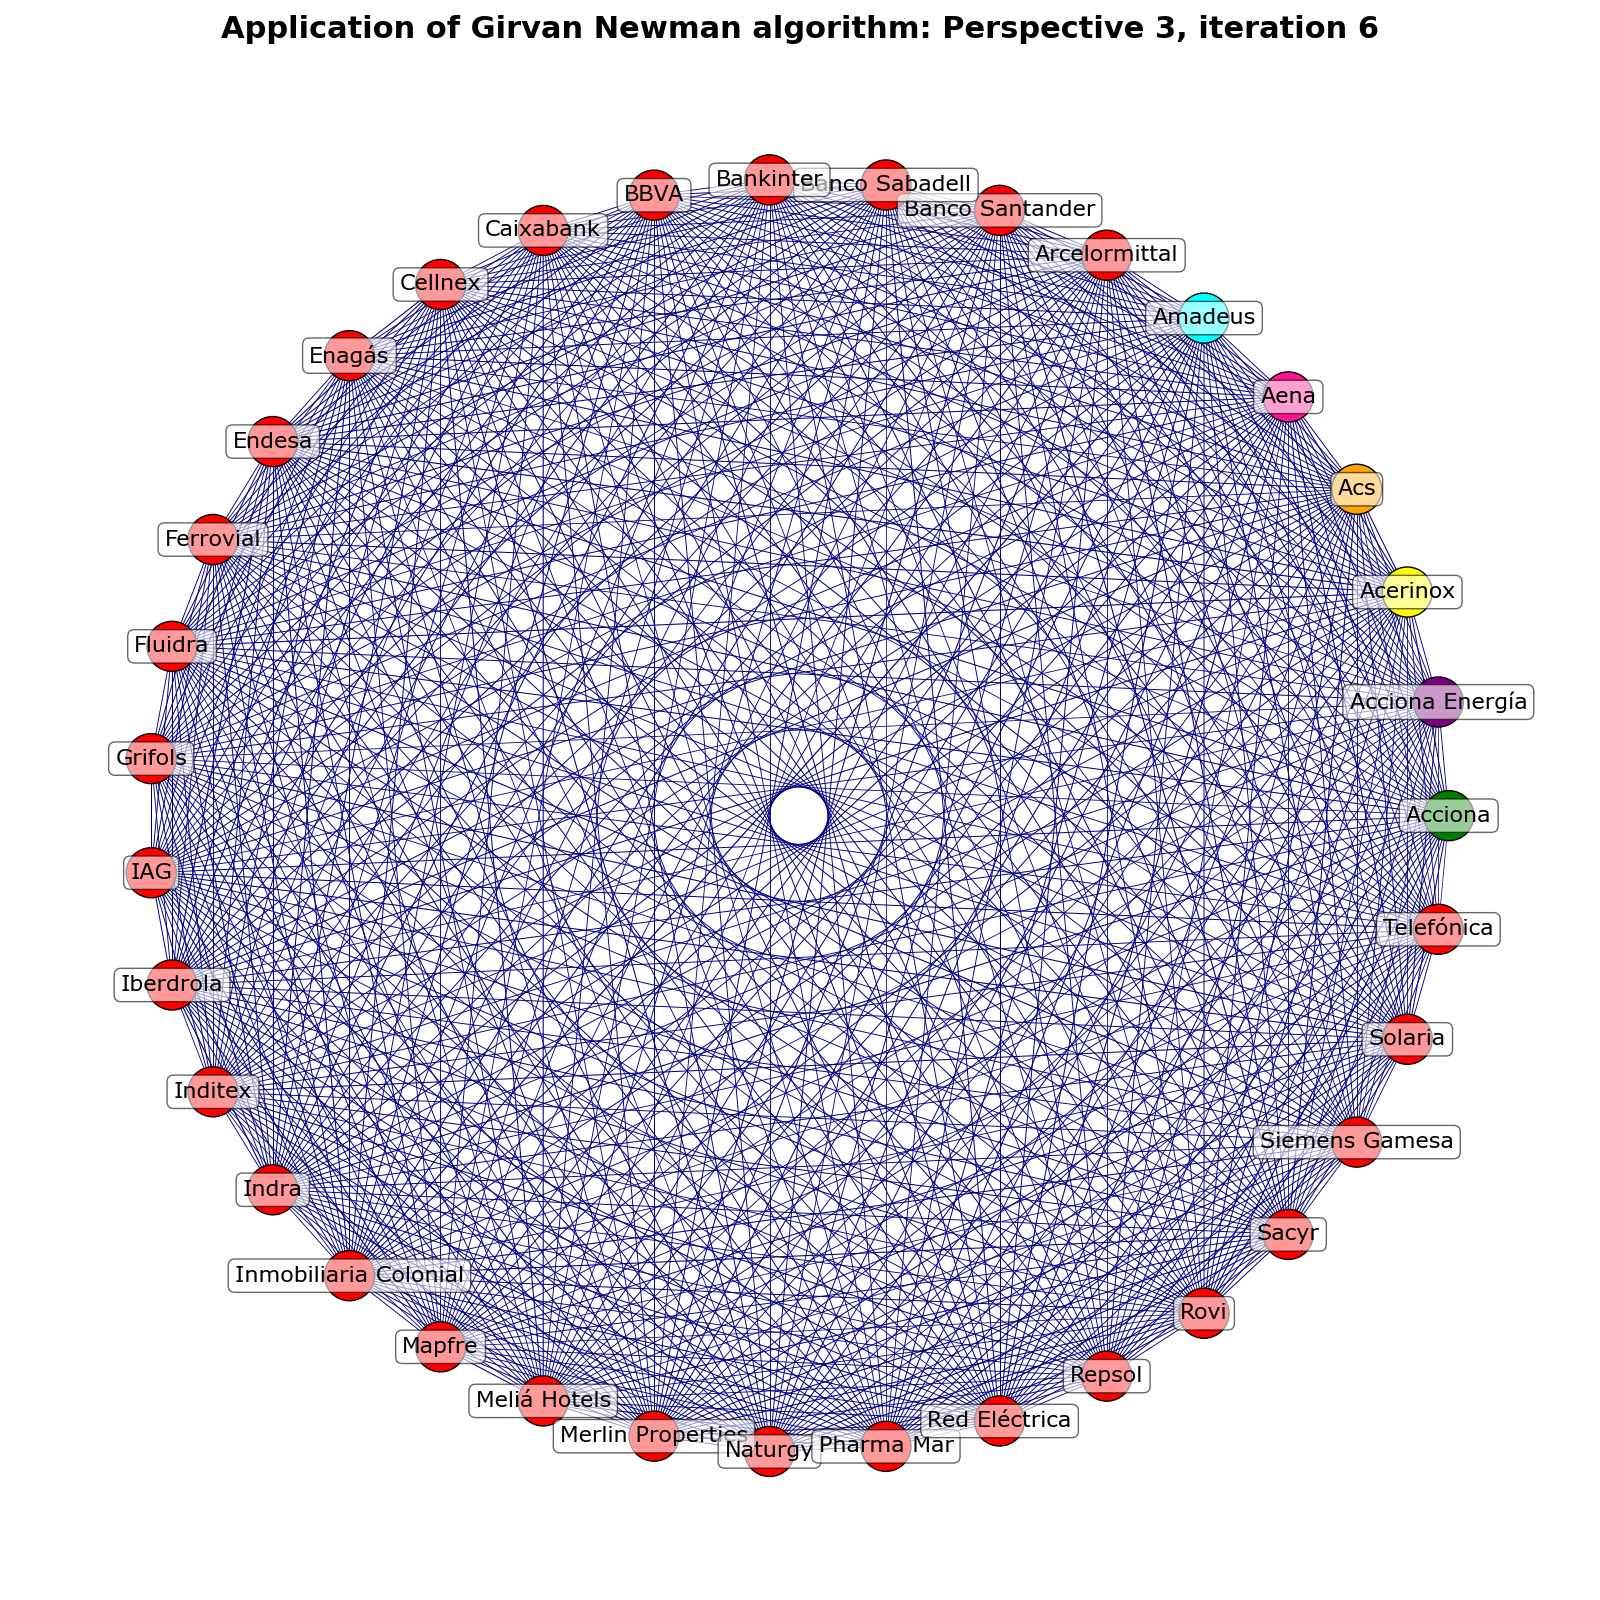 Application of Girvan Newman algorithm: Perspective 3, iteration 6
Bankinter
Banco Sabadell
BBVA
Banco Santander
Caixabank
Arcelormittal
Cellnex
Amadeus
Enagás
Aena
Endesa
Acs
Ferrovial
Acerinox
Fluidra
Acciona Energía
Grifols
Acciona
IAG
Telefónica
Iberdrola
Solaria
Inditex
Siemens Gamesa
Indra
Sacyr
Inmobiliaria Colonial
Rovi
Mapfre
Repsol
Meliá Hotels
Red Eléctrica
Merlin Properties
Pharma Mar
Naturgy